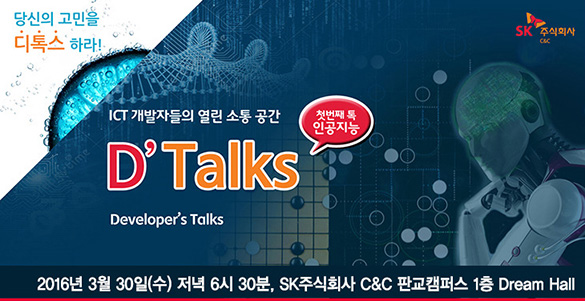 당신의 고민을
디톡스 하라!
SK 주식회사
C&C
ICT 개발자들의 열린 소통 공간
첫번째 톡
인공지능
D' Talks
Developer's Talks
2016년 3월 30일(수) 저녁 6시 30분, SK주식회사 C&C 판교캠퍼스 1층 Dream Hall